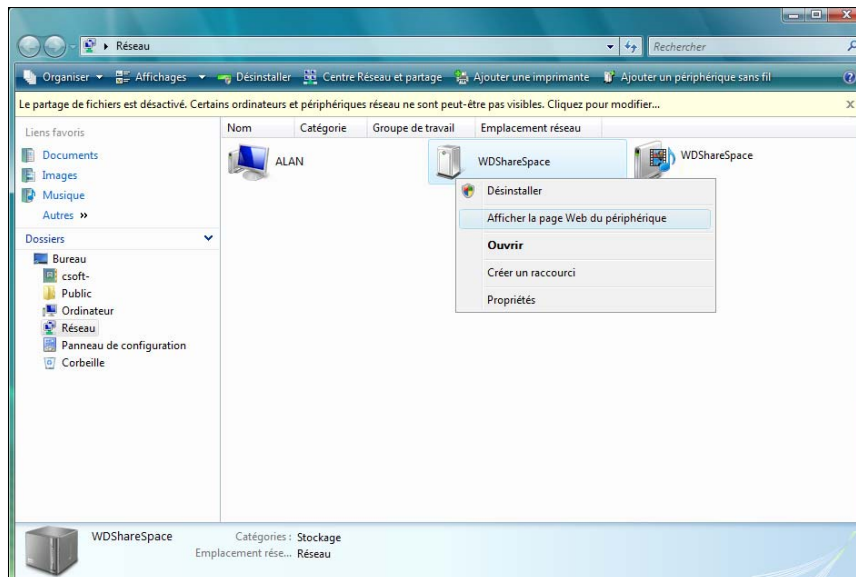 Réseau
Rechercher
Organiser Affichages Désinstaller Centre Réseau et partage Ajouter une imprimante Ajouter un périphérique sans fil
Le partage de fichiers est désactivé. Certains ordinateurs et périphériques réseau ne sont peut-être pas visibles. Cliquez pour modifier...
Liens favoris
Documents
Images
Musique
Autres »
Dossiers
Bureau
csoft-
Public
Ordinateur
Réseau
Panneau de configuration
Corbeille
Nom Catégorie Groupe de travail Emplacement réseau
ALAN
WDShareSpace
WDShareSpace
Désinstaller
Afficher la page Web du périphérique
Ouvrir
Créer un raccourci
Propriétés
WDShareSpace
Catégories : Stockage
Emplacement rése... Réseau